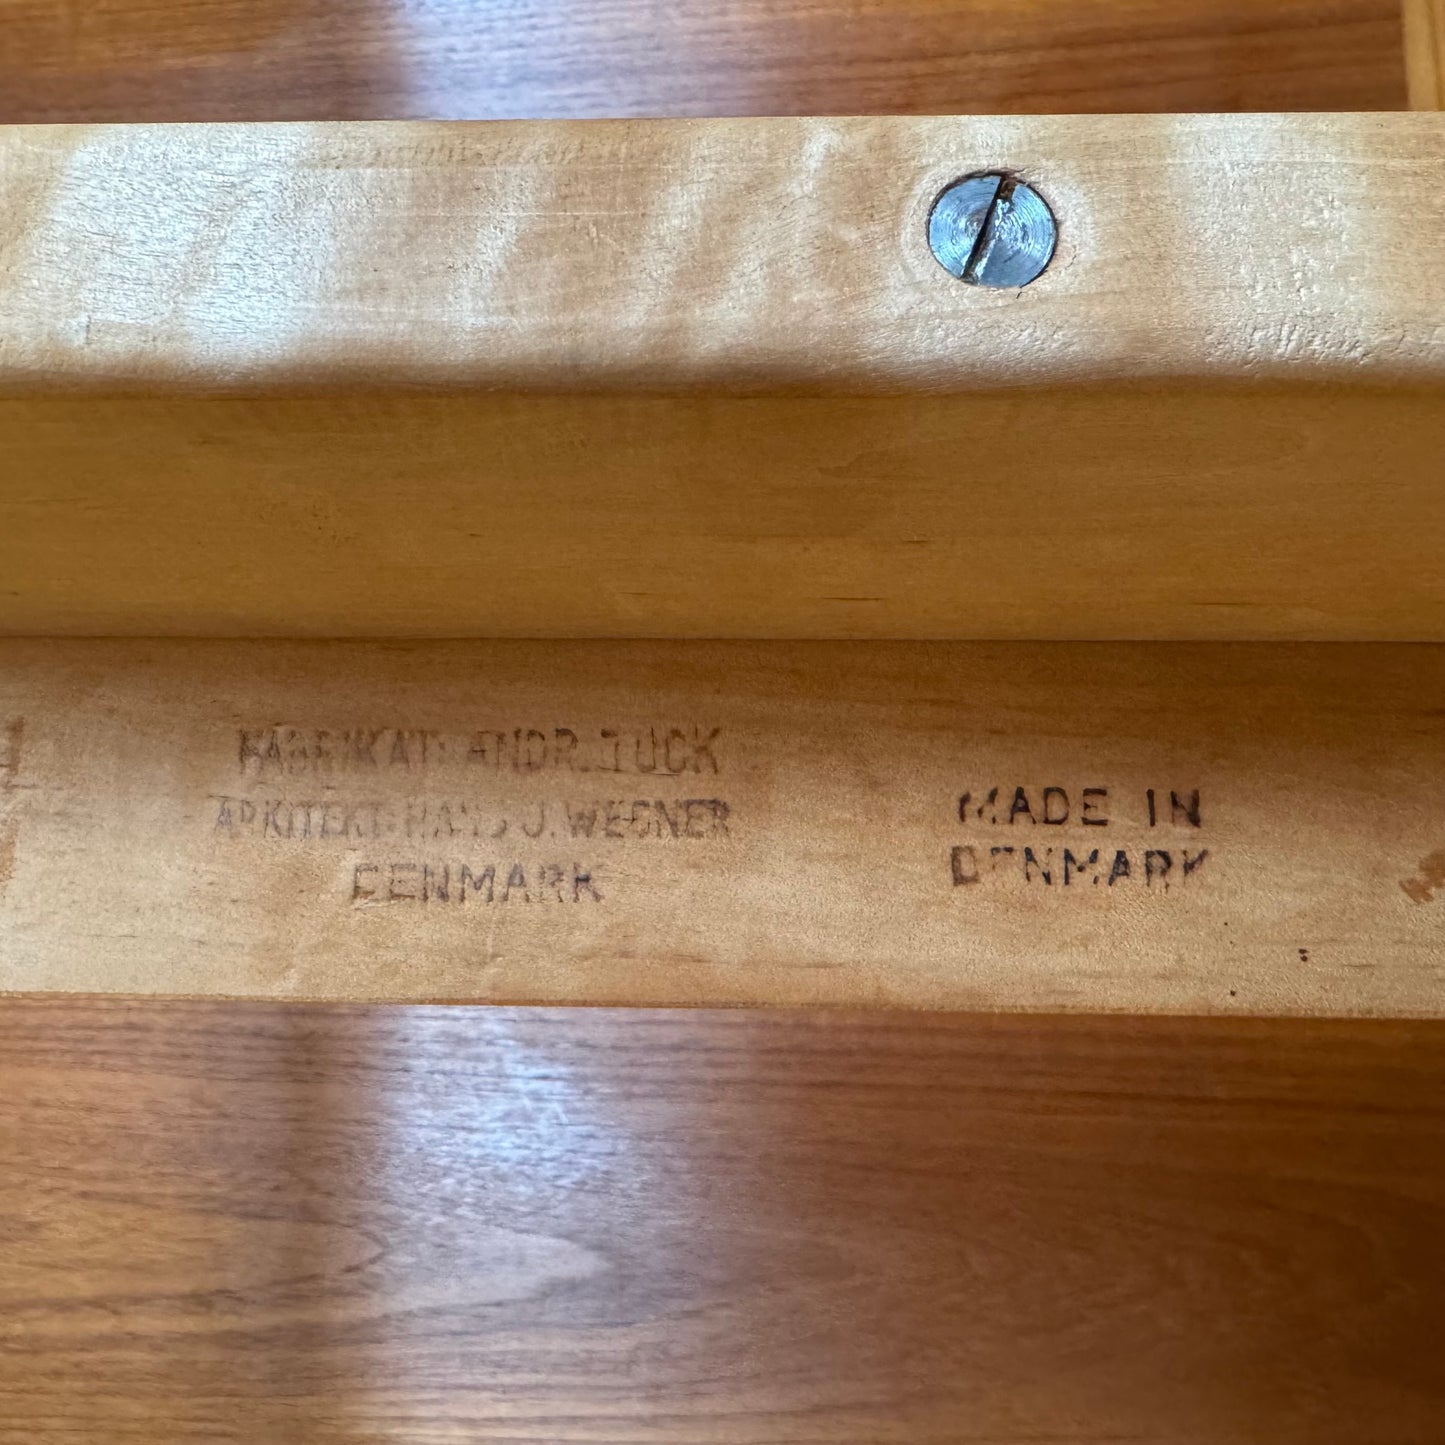 FABRIKAT: ANDR. TUCK
ARKITEKT: HANS J. WEGNER
DENMARK
MADE IN
DENMARK